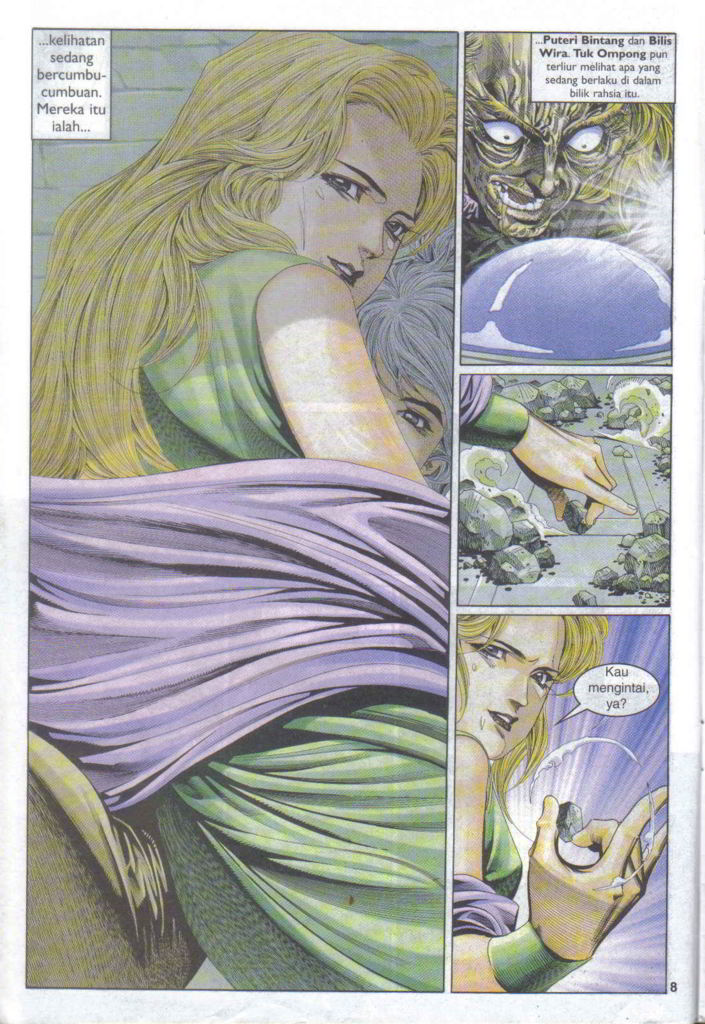 ...kelihatan
sedang
bercumbu-
cumbuan.
Mereka itu
ialah...
...Puteri Bintang dan Bilis
Wira. Tuk Ompong pun
terliur melihat apa yang
sedang berlaku di dalam
bilik rahsia itu.
Kau
mengintai,
ya?
8